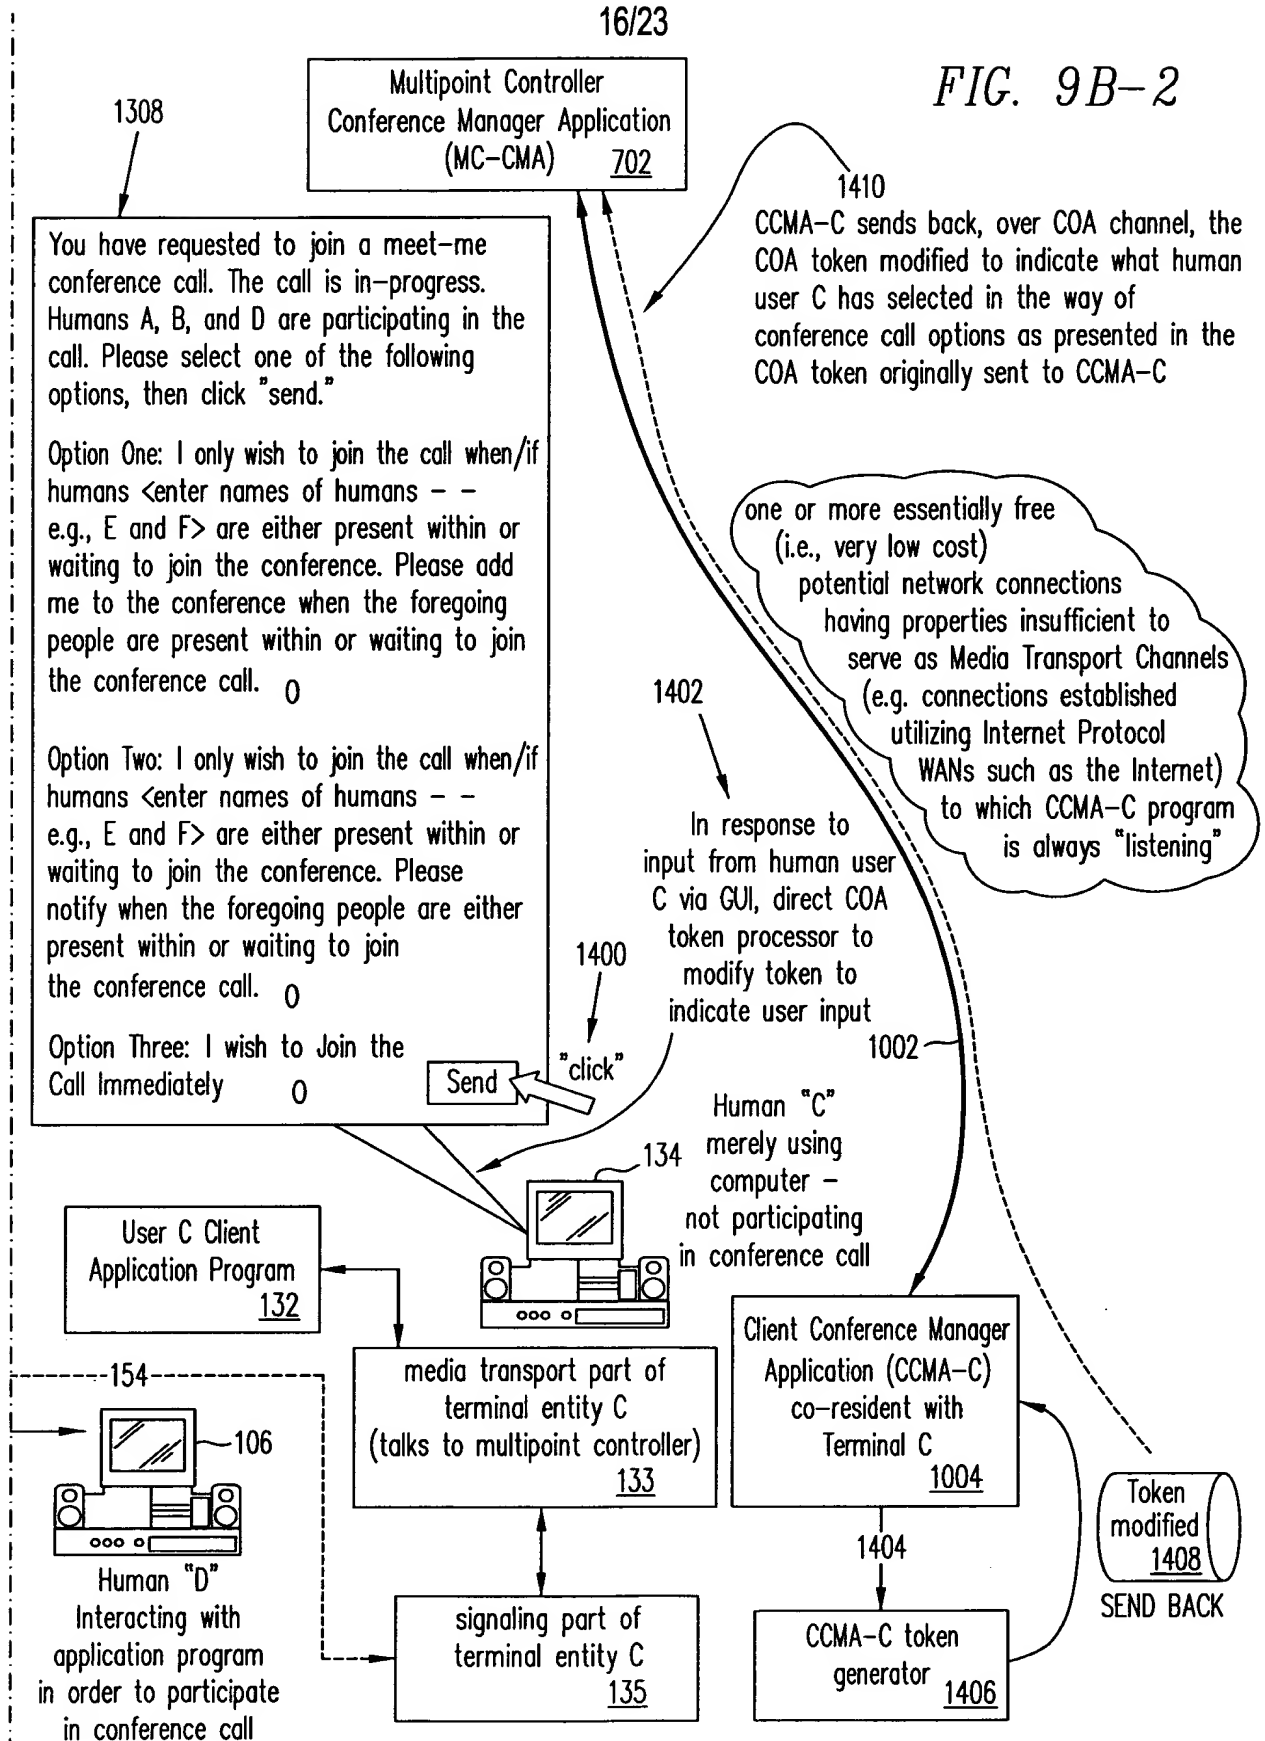 16/23
FIG. 9B-2
Multipoint Controller
Conference Manager Application
(MC-CMA) 702
1308
1410
CCMA-C sends back, over COA channel, the
COA token modified to indicate what human
user C has selected in the way of
conference call options as presented in the
COA token originally sent to CCMA-C
You have requested to join a meet-me
conference call. The call is in-progress.
Humans A, B, and D are participating in the
call. Please select one of the following
options, then click "send."
Option One: I only wish to join the call when/if
humans <enter names of humans - -
e.g., E and F> are either present within or
waiting to join the conference. Please add
me to the conference when the foregoing
people are present within or waiting to join
the conference call. O
Option Two: I only wish to join the call when/if
humans <enter names of humans - -
e.g., E and F> are either present within or
waiting to join the conference. Please
notify when the foregoing people are either
present within or waiting to join
the conference call. O
Option Three: I wish to Join the
Call Immediately O
Send
1400
"click"
one or more essentially free
(i.e., very low cost)
potential network connections
having properties insufficient to
serve as Media Transport Channels
(e.g. connections established
utilizing Internet Protocol
WANs such as the Internet)
to which CCMA-C program
is always "listening"
1402
In response to
input from human user
C via GUI, direct COA
token processor to
modify token to
indicate user input
1002
Human "C"
merely using
computer -
not participating
in conference call
134
User C Client
Application Program
132
154
106
Human "D"
Interacting with
application program
in order to participate
in conference call
media transport part of
terminal entity C
(talks to multipoint controller)
133
signaling part of
terminal entity C
135
Client Conference Manager
Application (CCMA-C)
co-resident with
Terminal C
1004
1404
CCMA-C token
generator 1406
Token
modified
1408
SEND BACK